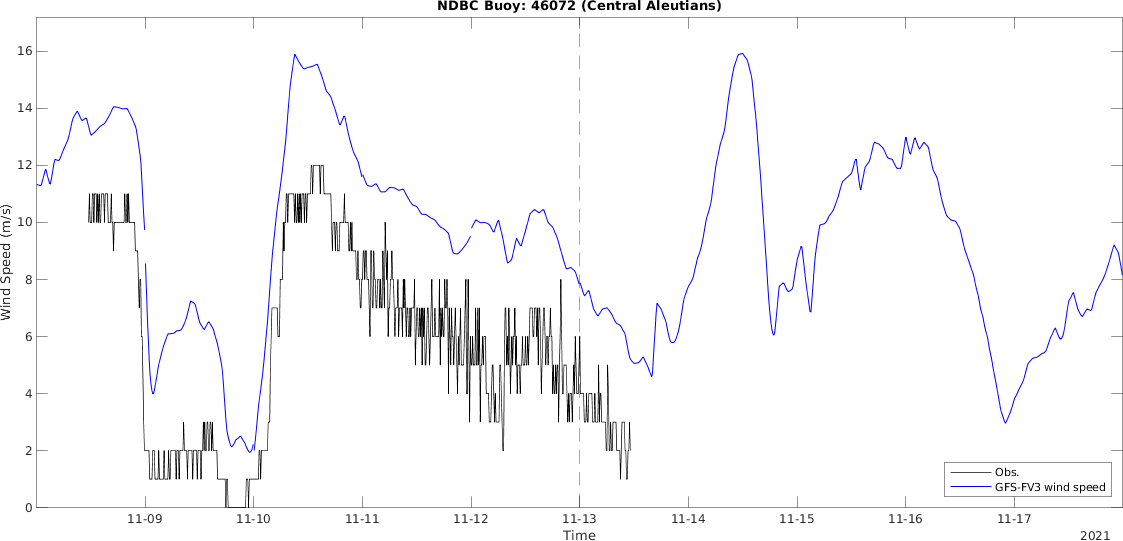 NDBC Buoy: 46072 (Central Aleutians)
16
14
12
10
8
6
4
2
0
Wind Speed (m/s)
Obs.
GFS-FV3 wind speed
11-09 11-10 11-11 11-12 11-13 11-14 11-15 11-16 11-17
Time
2021